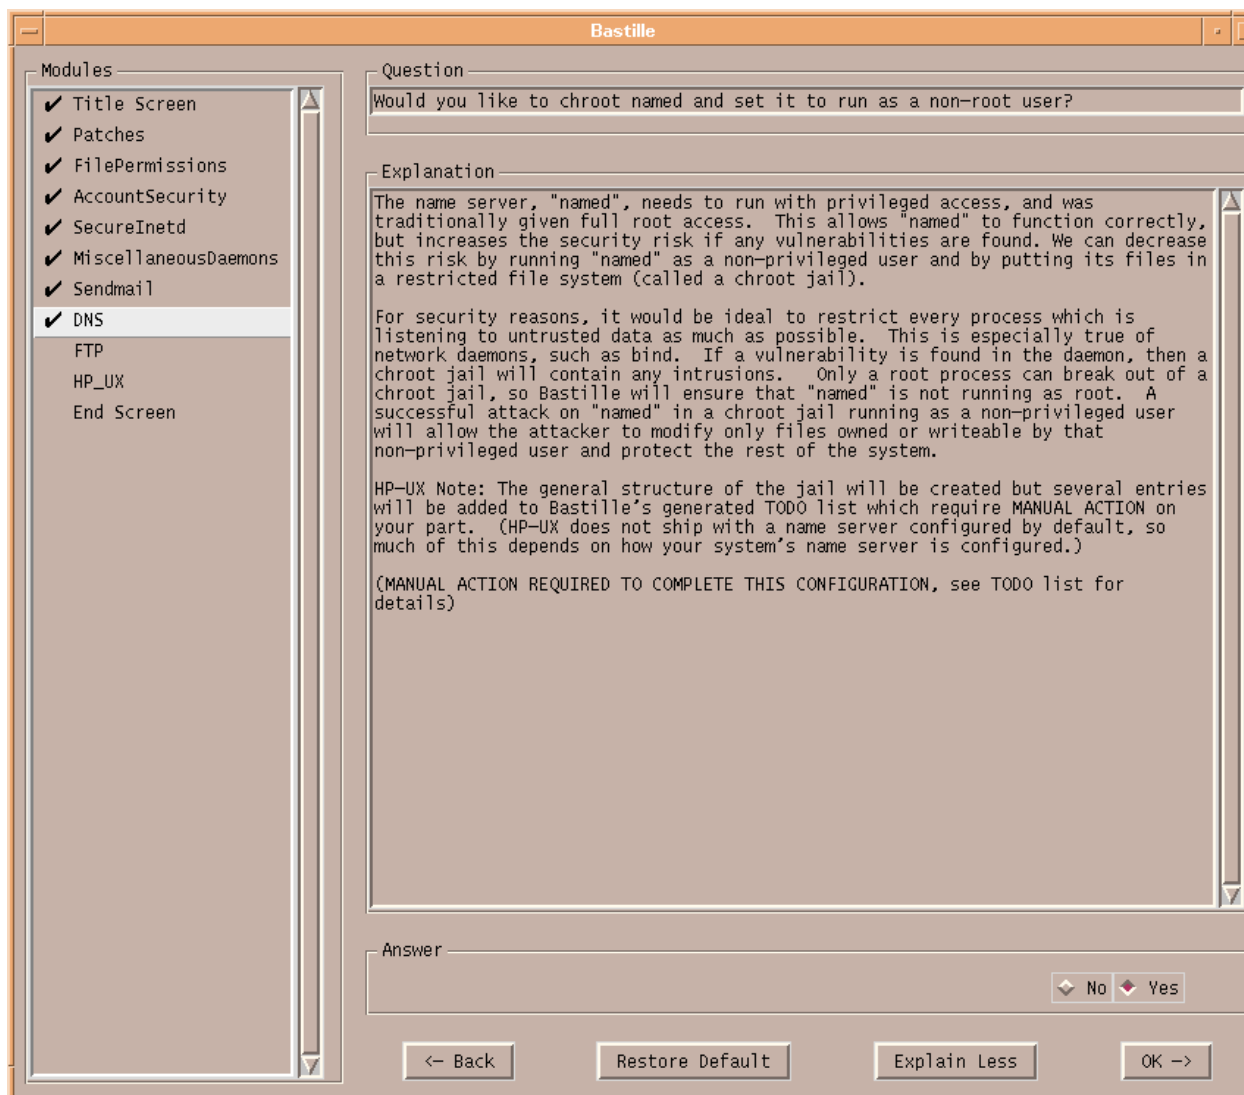 Bastille
Modules
Title Screen
Patches
FilePermissions
AccountSecurity
SecureInetd
MiscellaneousDaemons
Sendmail
DNS
FTP
HP_UX
End Screen
Question
Would you like to chroot named and set it to run as a non-root user?
Explanation
The name server, "named", needs to run with privileged access, and was
traditionally given full root access.  This allows "named" to function correctly,
but increases the security risk if any vulnerabilities are found. We can decrease
this risk by running "named" as a non-privileged user and by putting its files in
a restricted file system (called a chroot jail).
For security reasons, it would be ideal to restrict every process which is
listening to untrusted data as much as possible.  This is especially true of
network daemons, such as bind.  If a vulnerability is found in the daemon, then a
chroot jail will contain any intrusions.   Only a root process can break out of a
chroot jail, so Bastille will ensure that "named" is not running as root.  A
successful attack on "named" in a chroot jail running as a non-privileged user
will allow the attacker to modify only files owned or writeable by that
non-privileged user and protect the rest of the system.
HP-UX Note: The general structure of the jail will be created but several entries
will be added to Bastille's generated TODO list which require MANUAL ACTION on
your part.  (HP-UX does not ship with a name server configured by default, so
much of this depends on how your system's name server is configured.)
(MANUAL ACTION REQUIRED TO COMPLETE THIS CONFIGURATION, see TODO list for
details)
Answer
No Yes
<- Back Restore Default Explain Less OK ->